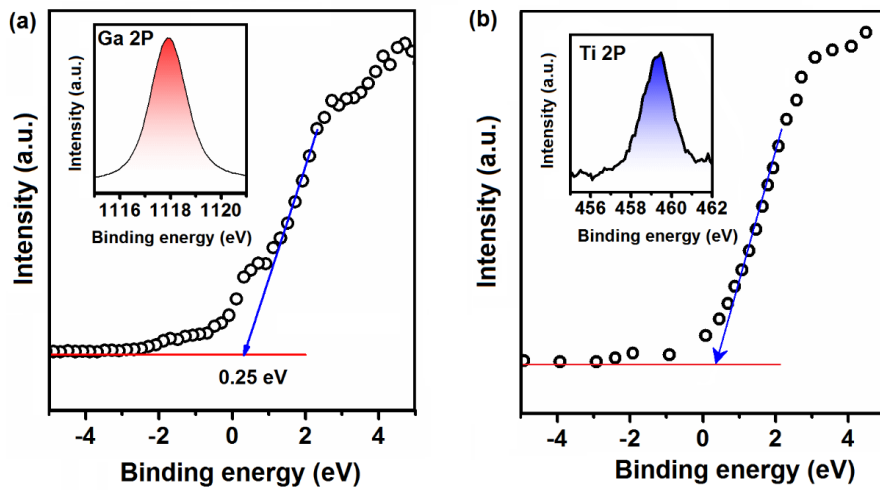 (a)
Ga 2P
Intensity (a.u.)
1116 1118 1120
Binding energy (eV)
Intensity (a.u.)
0.25 eV
-4 -2 0 2 4
Binding energy (eV)
(b)
Ti 2P
Intensity (a.u.)
456 458 460 462
Binding energy (eV)
Intensity (a.u.)
-4 -2 0 2 4
Binding energy (eV)